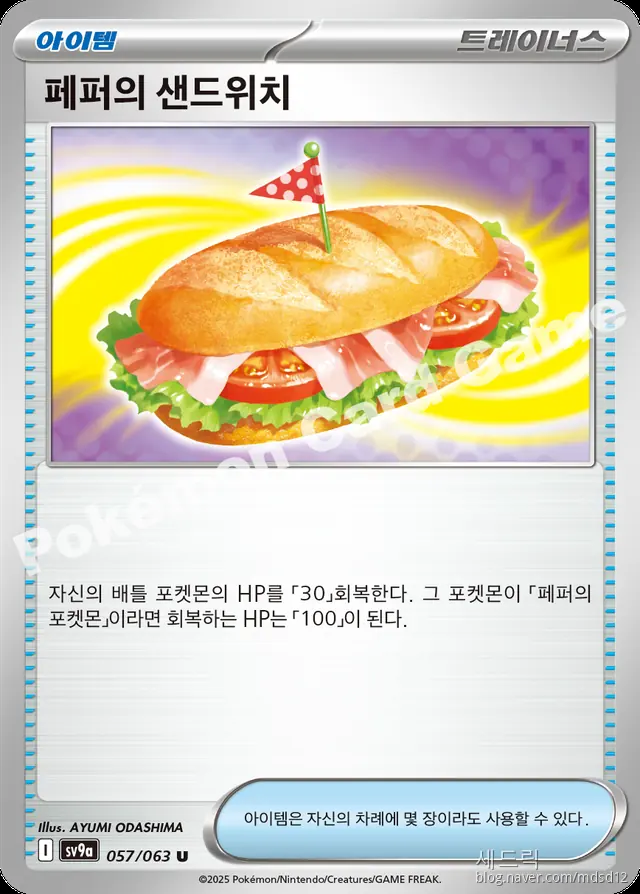 아이템
트레이너스
페퍼의 샌드위치
Pokémon Card Game
자신의 배틀 포켓몬의 HP를 「30」회복한다. 그 포켓몬이 「페퍼의
포켓몬」이라면 회복하는 HP는 「100」이 된다.
아이템은 자신의 차례에 몇 장이라도 사용할 수 있다.
Illus. AYUMI ODASHIMA
I sv9a 057/063 U
세드릭
blog.naver.com/mdsd12
©2025 Pokémon/Nintendo/Creatures/GAME FREAK.